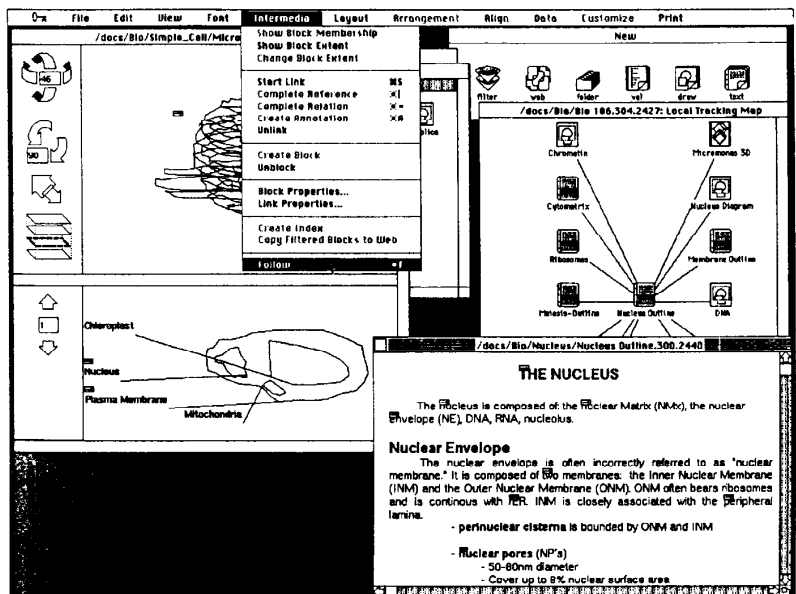 File Edit View Font Intermedia Layout Arrangement Align Data Customize Print
/docs/Bio/Simple_Cell/Micro
46
90
Show Block Membership
Show Block Extent
Change Block Extent
Start Link ⌘S
Complete Reference
Complete Relation
Create Annotation
Unlink
Create Block
Unblock
Block Properties...
Link Properties...
Create Index
Copy Filtered Blocks to Web
Follow
New
filter web folder val draw text
/docs/Bio/Bio 106.304.2427: Local Tracking Map
Chromatin
Micromones 3D
Cytomatrix
Nucleus Diagram
Ribosomes
Membrane Outline
Meiosis-Outline
Nucleus Outline
DNA
1
Chloroplast
Nucleus
Plasma Membrane
Mitochondria
/docs/Bio/Nucleus/Nucleus Outline.300.2440
THE NUCLEUS
The nucleus is composed of: the nuclear Matrix (NMx), the nuclear
envelope (NE), DNA, RNA, nucleolus.
Nuclear Envelope
The nuclear envelope is often incorrectly referred to as "nuclear
membrane." It is composed of two membranes: the Inner Nuclear Membrane
(INM) and the Outer Nuclear Membrane (ONM). ONM often bears ribosomes
and is continous with rER. INM is closely associated with the peripheral
lamina.
- perinuclear cisterna is bounded by ONM and INM
- nuclear pores (NP's)
- 50-80nm diameter
- Cover up to 8% nuclear surface area